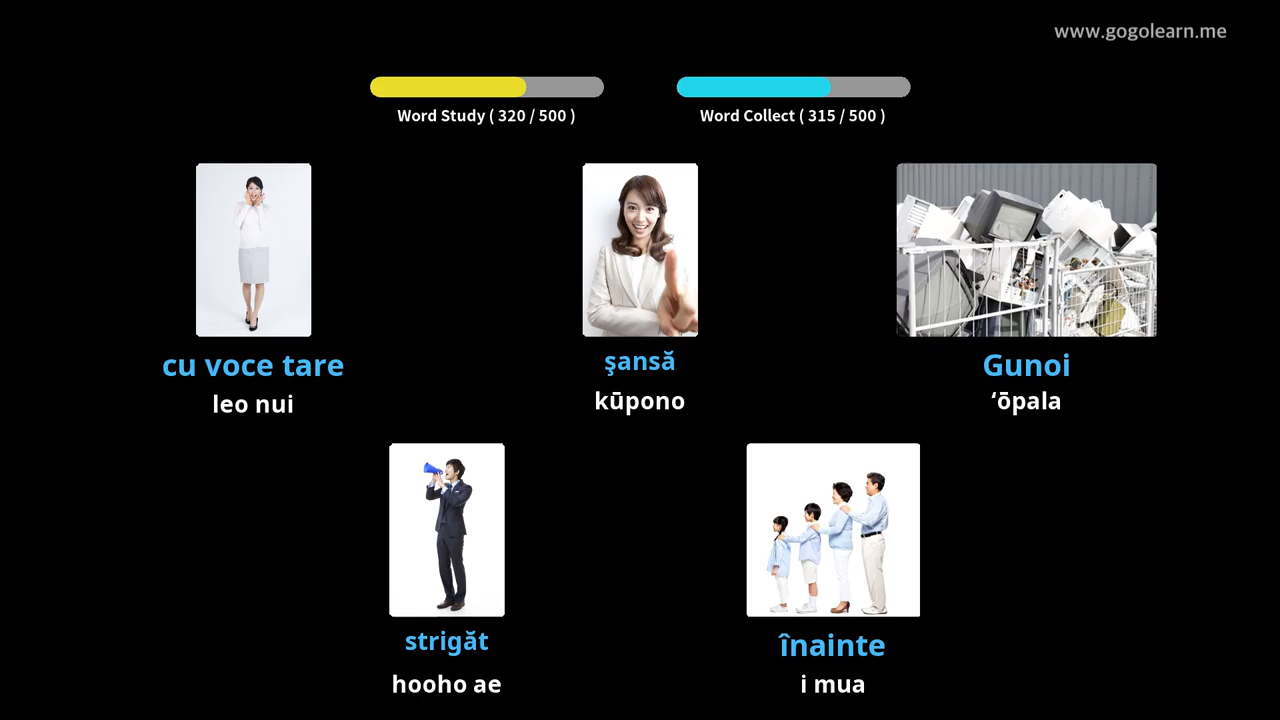 www.gogolearn.me
Word Study ( 320 / 500 )
Word Collect ( 315 / 500 )
cu voce tare
leo nui
şansă
kūpono
Gunoi
ʻōpala
strigăt
hooho ae
înainte
i mua